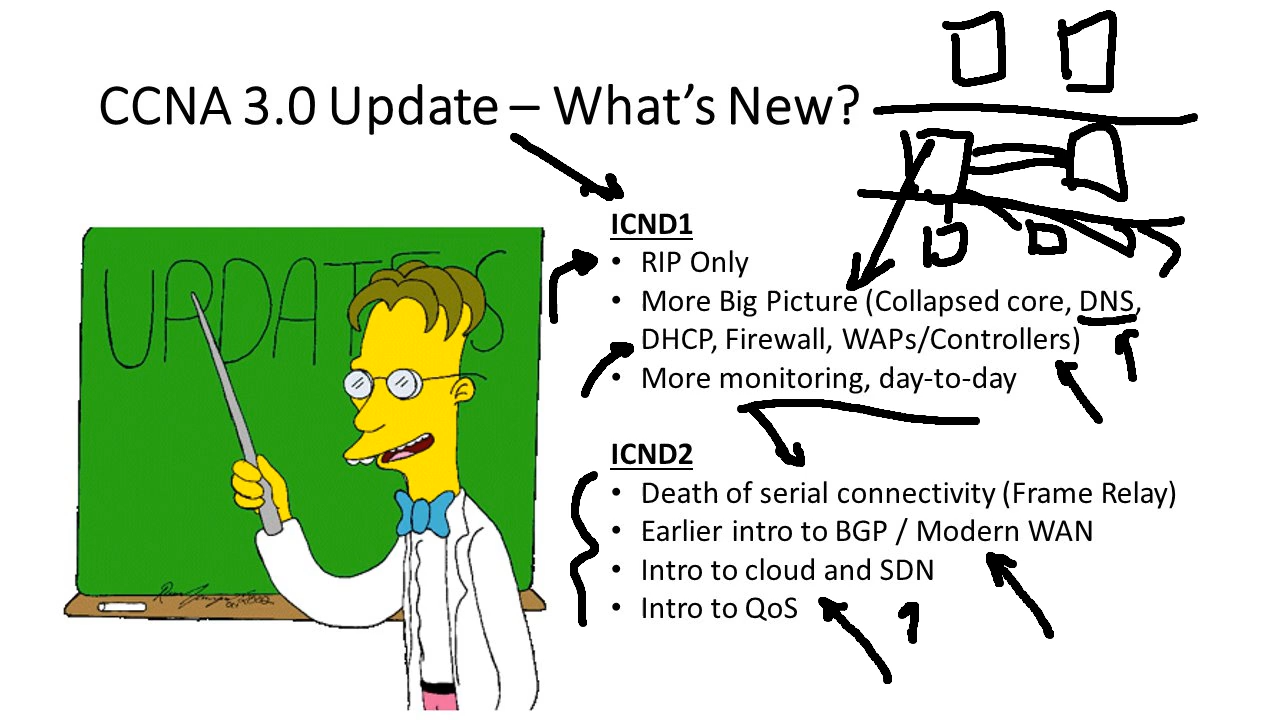 CCNA 3.0 Update – What's New?
UPDATES
ICND1
• RIP Only
• More Big Picture (Collapsed core, DNS,
DHCP, Firewall, WAPs/Controllers)
• More monitoring, day-to-day
ICND2
• Death of serial connectivity (Frame Relay)
• Earlier intro to BGP / Modern WAN
• Intro to cloud and SDN
• Intro to QoS